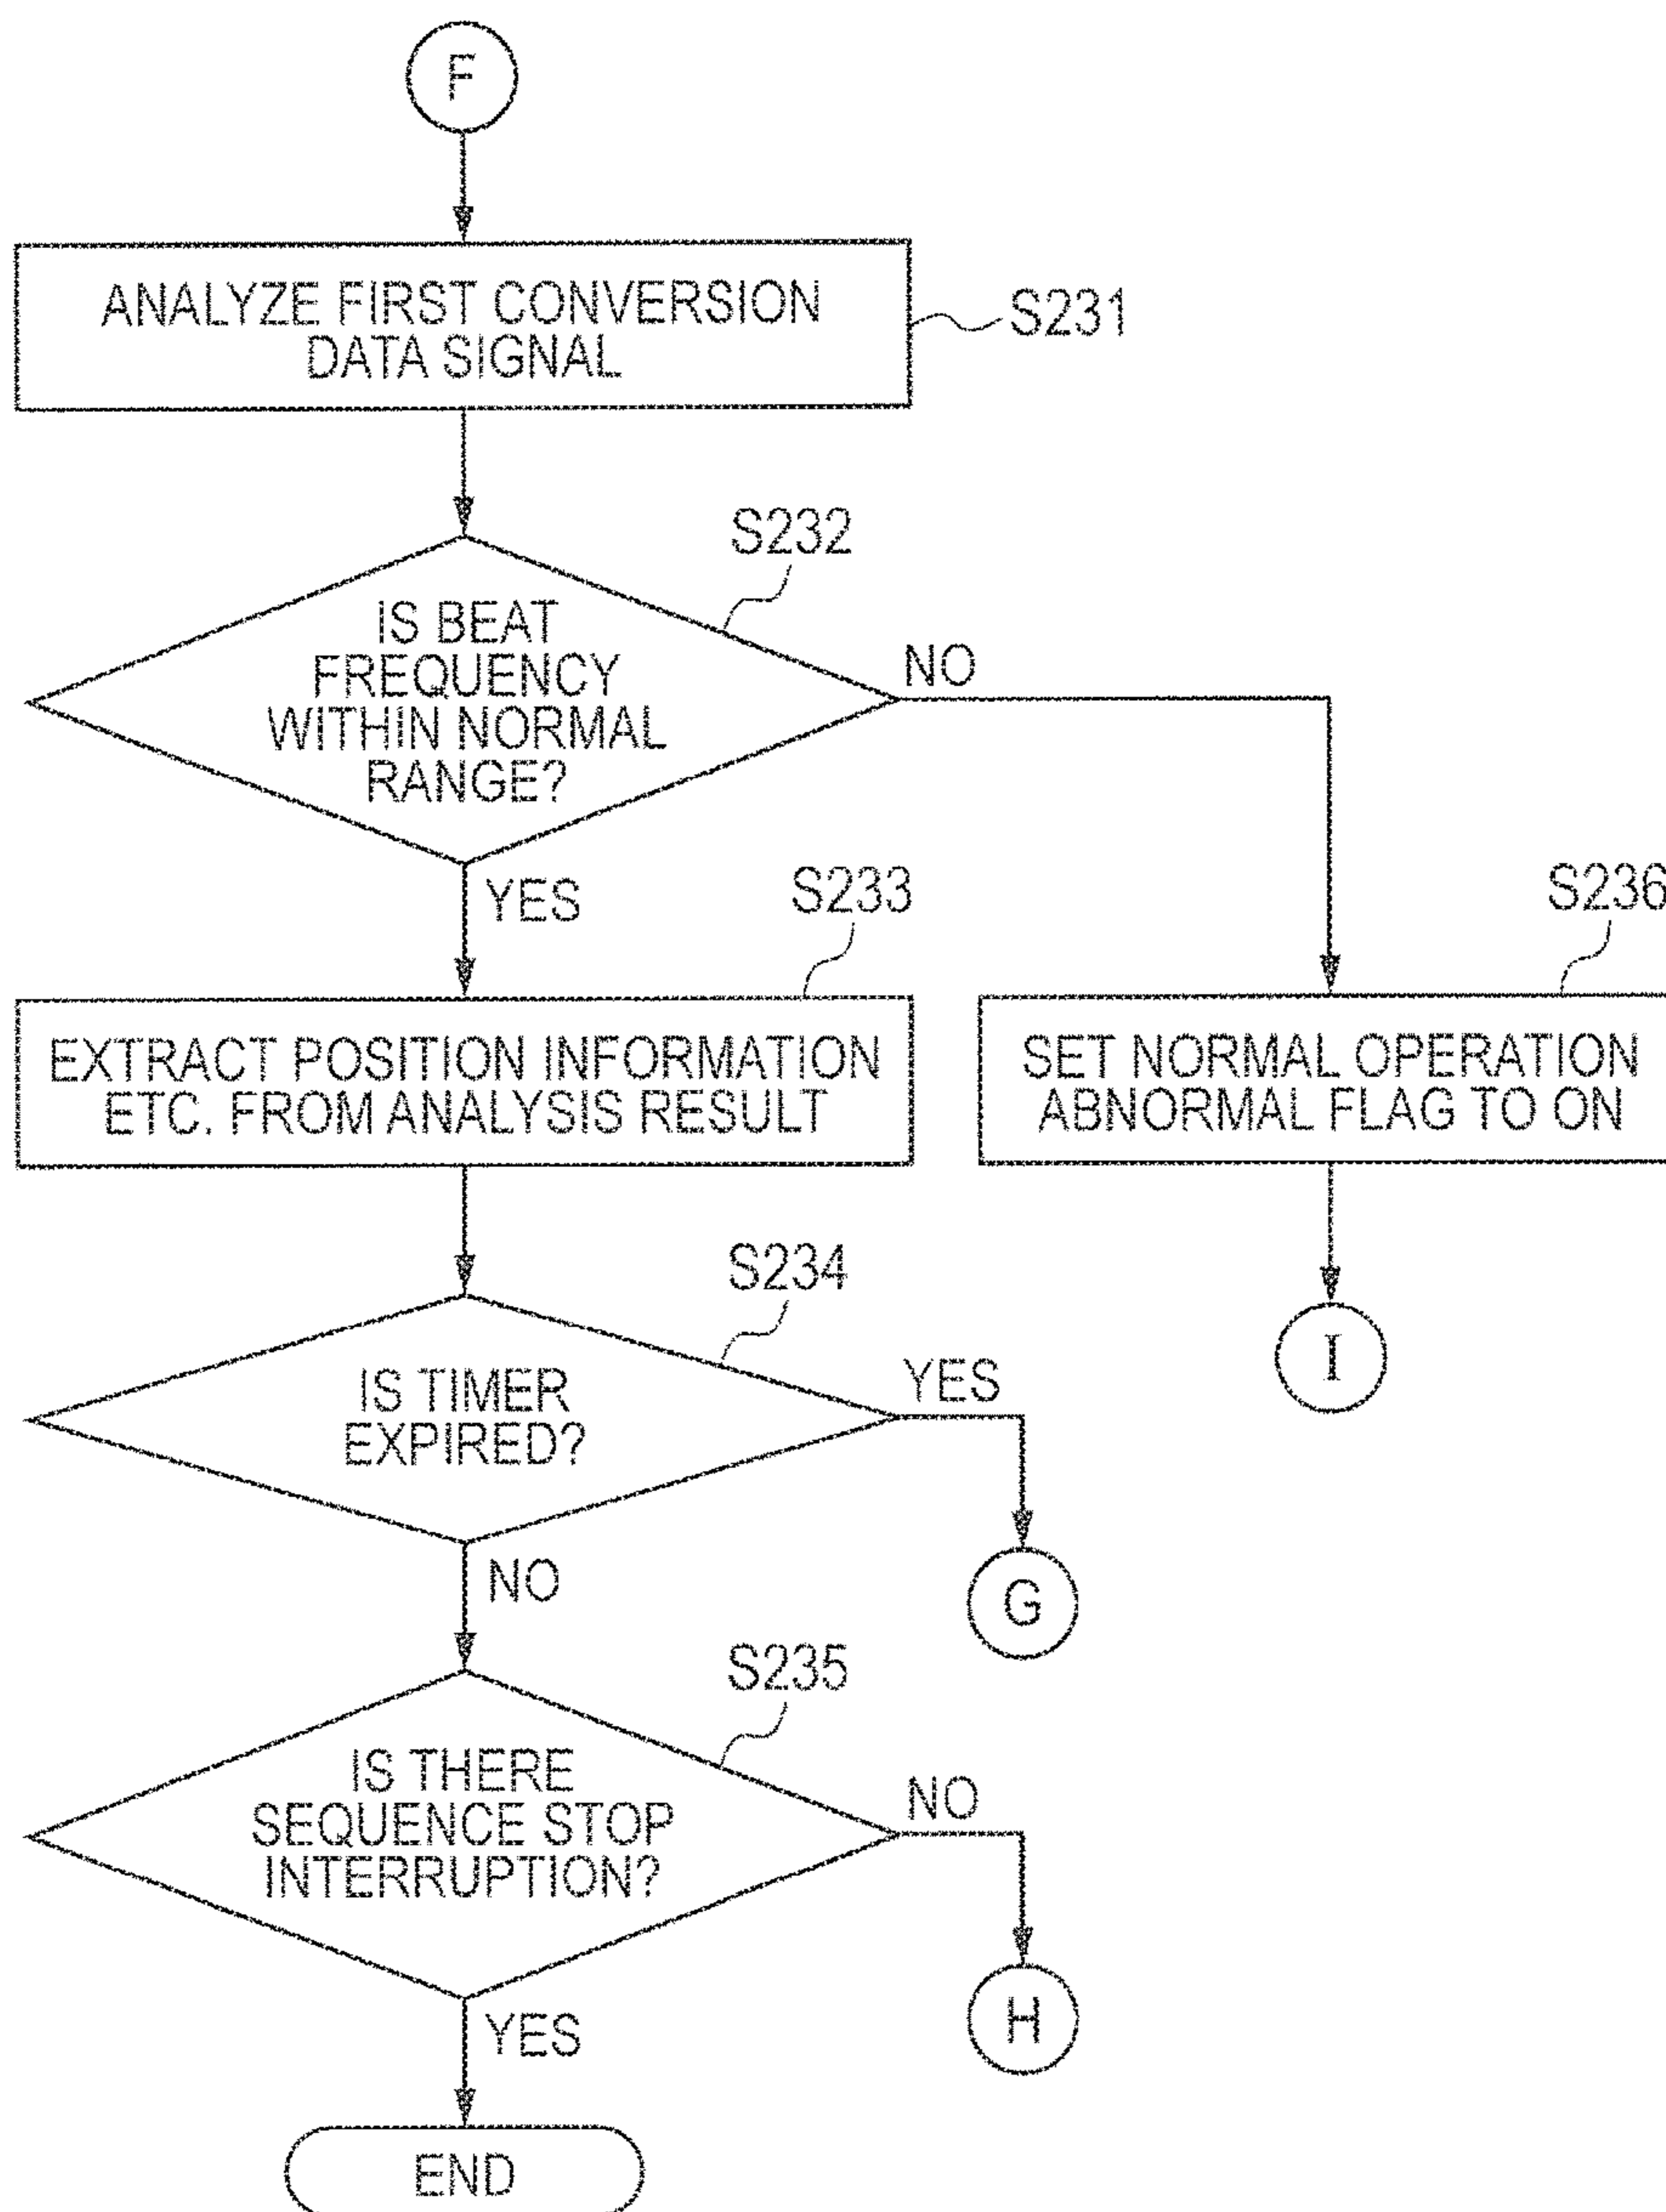 F
ANALYZE FIRST CONVERSION
DATA SIGNAL
S231
S232
IS BEAT
FREQUENCY
WITHIN NORMAL
RANGE?
NO
YES
S233
S236
EXTRACT POSITION INFORMATION
ETC. FROM ANALYSIS RESULT
SET NORMAL OPERATION
ABNORMAL FLAG TO ON
S234
I
IS TIMER
EXPIRED?
YES
NO
G
S235
IS THERE
SEQUENCE STOP
INTERRUPTION?
NO
YES
H
END